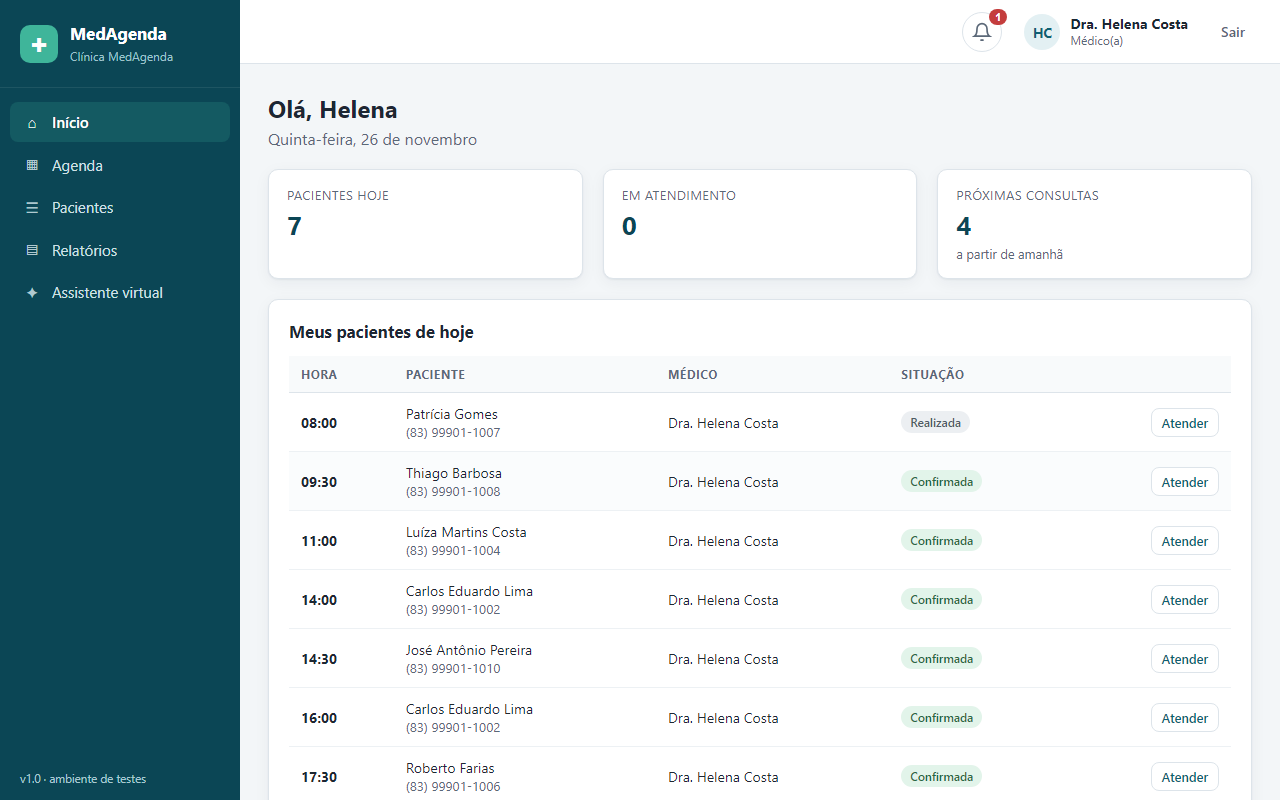 MedAgenda
Clínica MedAgenda
Início
Agenda
Pacientes
Relatórios
Assistente virtual
v1.0 · ambiente de testes
1
HC
Dra. Helena Costa
Médico(a)
Sair
Olá, Helena
Quinta-feira, 26 de novembro
PACIENTES HOJE
7
EM ATENDIMENTO
0
PRÓXIMAS CONSULTAS
4
a partir de amanhã
Meus pacientes de hoje
HORA PACIENTE MÉDICO SITUAÇÃO
08:00 Patrícia Gomes Dra. Helena Costa Realizada Atender
(83) 99901-1007
09:30 Thiago Barbosa Dra. Helena Costa Confirmada Atender
(83) 99901-1008
11:00 Luíza Martins Costa Dra. Helena Costa Confirmada Atender
(83) 99901-1004
14:00 Carlos Eduardo Lima Dra. Helena Costa Confirmada Atender
(83) 99901-1002
14:30 José Antônio Pereira Dra. Helena Costa Confirmada Atender
(83) 99901-1010
16:00 Carlos Eduardo Lima Dra. Helena Costa Confirmada Atender
(83) 99901-1002
17:30 Roberto Farias Dra. Helena Costa Confirmada Atender
(83) 99901-1006